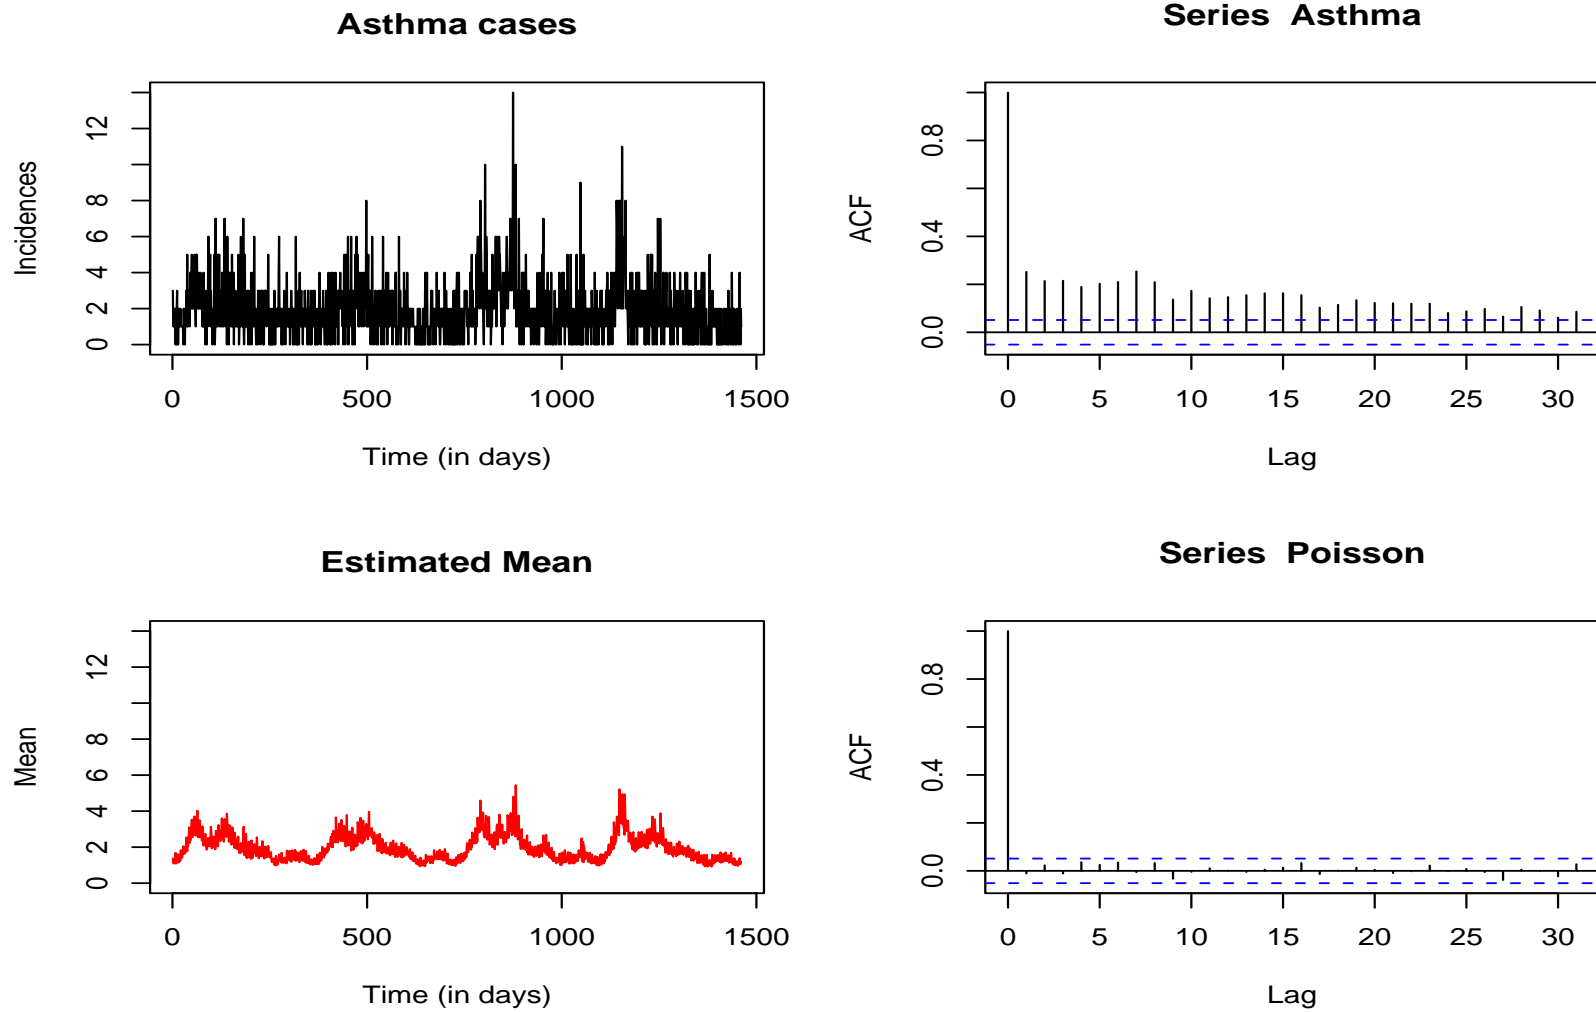 Asthma cases
Incidences
0 2 4 6 8 12
0 500 1000 1500
Time (in days)
Series Asthma
ACF
0.0 0.4 0.8
0 5 10 15 20 25 30
Lag
Estimated Mean
Mean
0 2 4 6 8 12
0 500 1000 1500
Time (in days)
Series Poisson
ACF
0.0 0.4 0.8
0 5 10 15 20 25 30
Lag